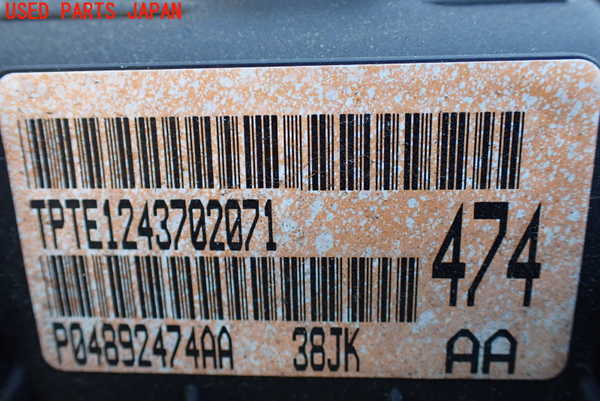 USED PARTS JAPAN
TPTE1243702071
474
P04892474AA 38JK AA